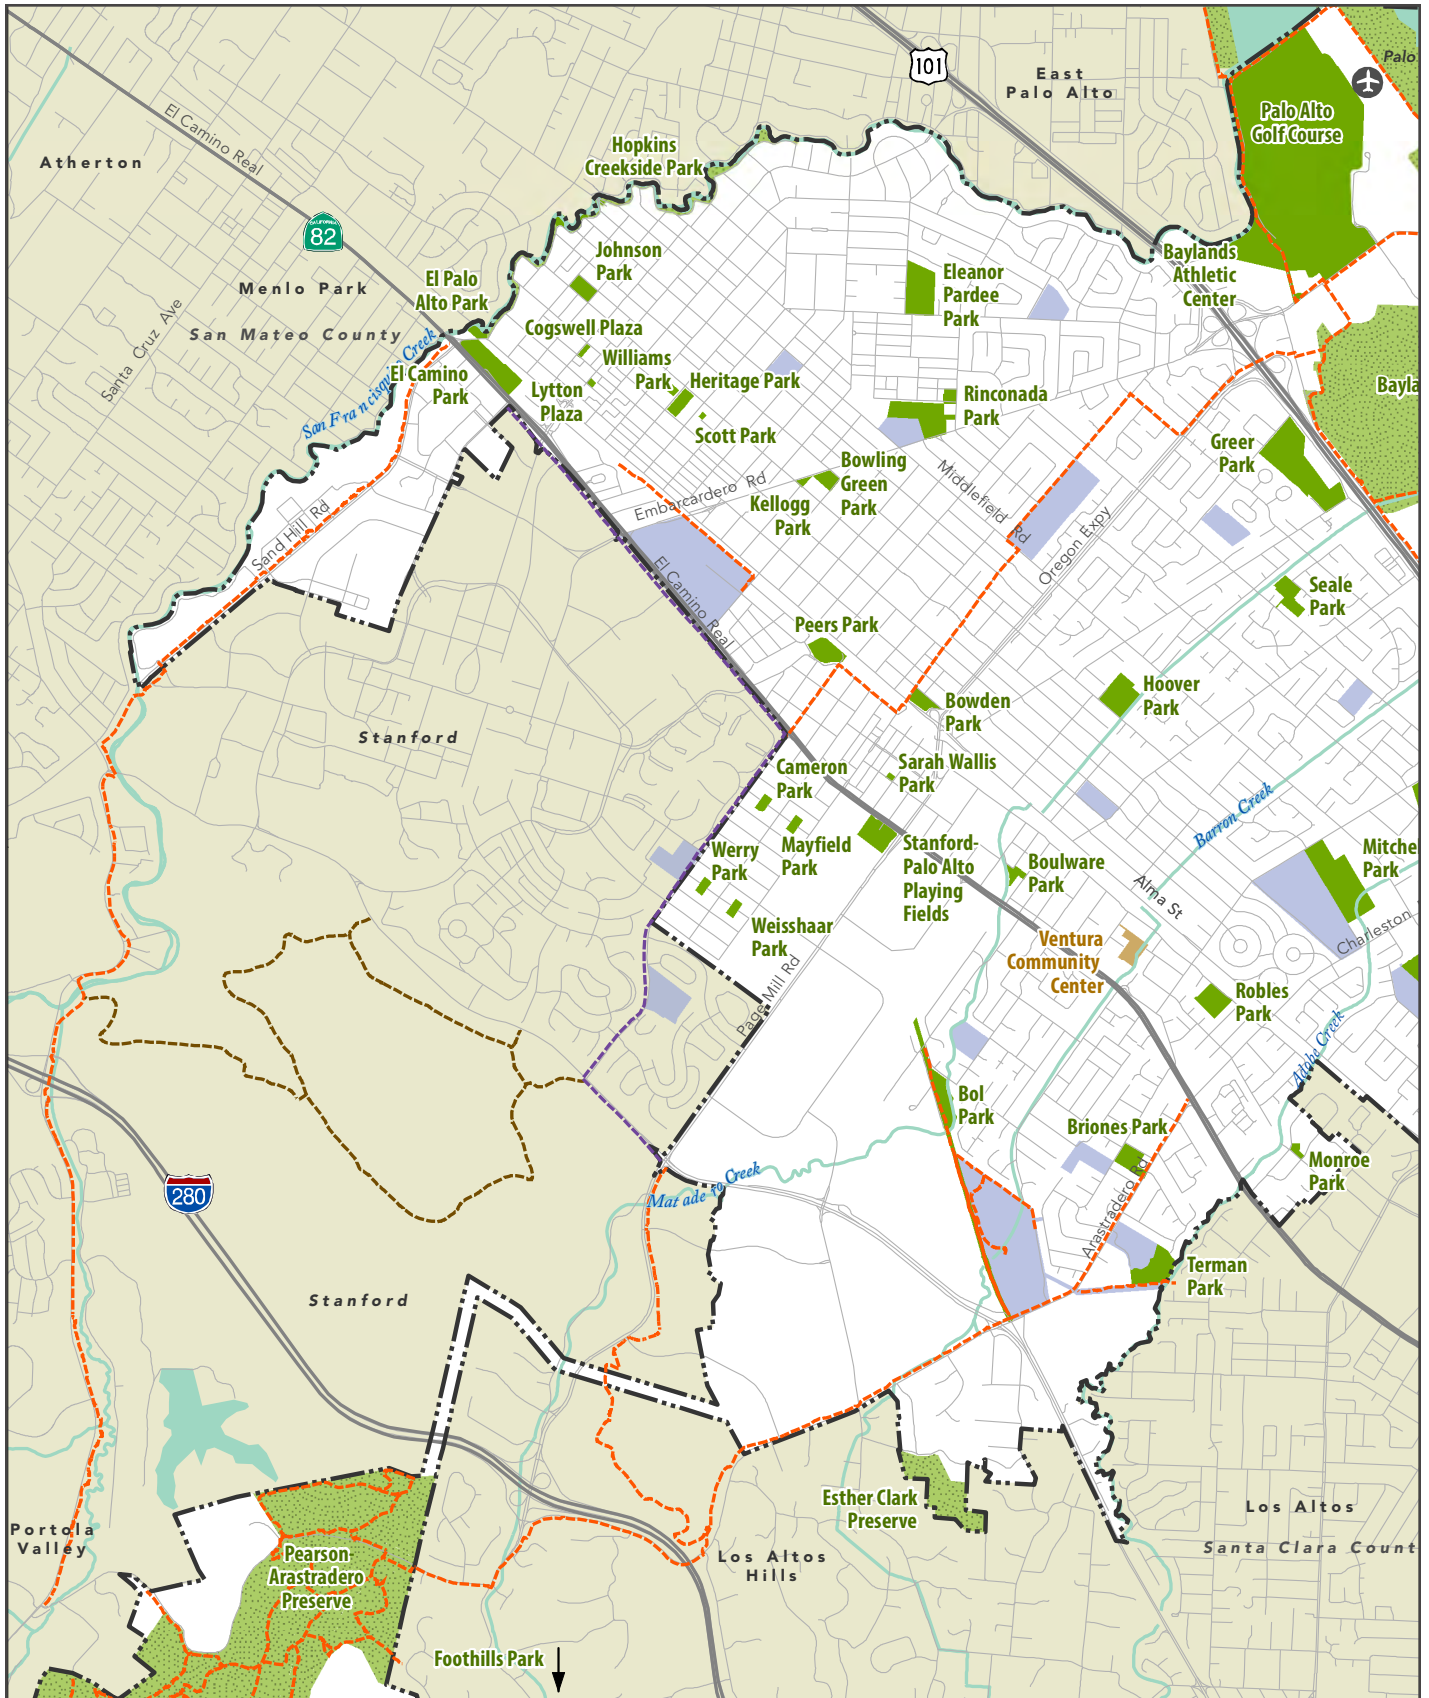 101
East
Palo Alto
Palo
Palo Alto
Golf Course
El Camino Real
Atherton
Hopkins
Creekside Park
CALIFORNIA
82
Johnson
Park
Baylands
Athletic
Center
Eleanor
Pardee
Park
El Palo
Alto Park
Menlo Park
San Mateo County
Santa Cruz Ave
Cogswell Plaza
San Francisquito Creek
Williams
Park
Heritage Park
El Camino
Park
Lytton
Plaza
Rinconada
Park
Bayla
Scott Park
Greer
Park
Bowling
Green
Park
Middlefield Rd
Embarcardero Rd
Kellogg
Park
Sand Hill Rd
Oregon Expy
El Camino Real
Seale
Park
Peers Park
Hoover
Park
Bowden
Park
Stanford
Cameron
Park
Sarah Wallis
Park
Barron Creek
Werry
Park
Mayfield
Park
Stanford-
Palo Alto
Playing
Fields
Boulware
Park
Mitche
Park
Alma St
Weisshaar
Park
Charleston
Ventura
Community
Center
Page Mill Rd
Robles
Park
Adobe Creek
Bol
Park
Briones Park
Monroe
Park
280
Matadero Creek
Arastradero Rd
Terman
Park
Stanford
Esther Clark
Preserve
Los Altos
Santa Clara Count
Portola
Valley
Pearson-
Arastradero
Preserve
Los Altos
Hills
Foothills Park